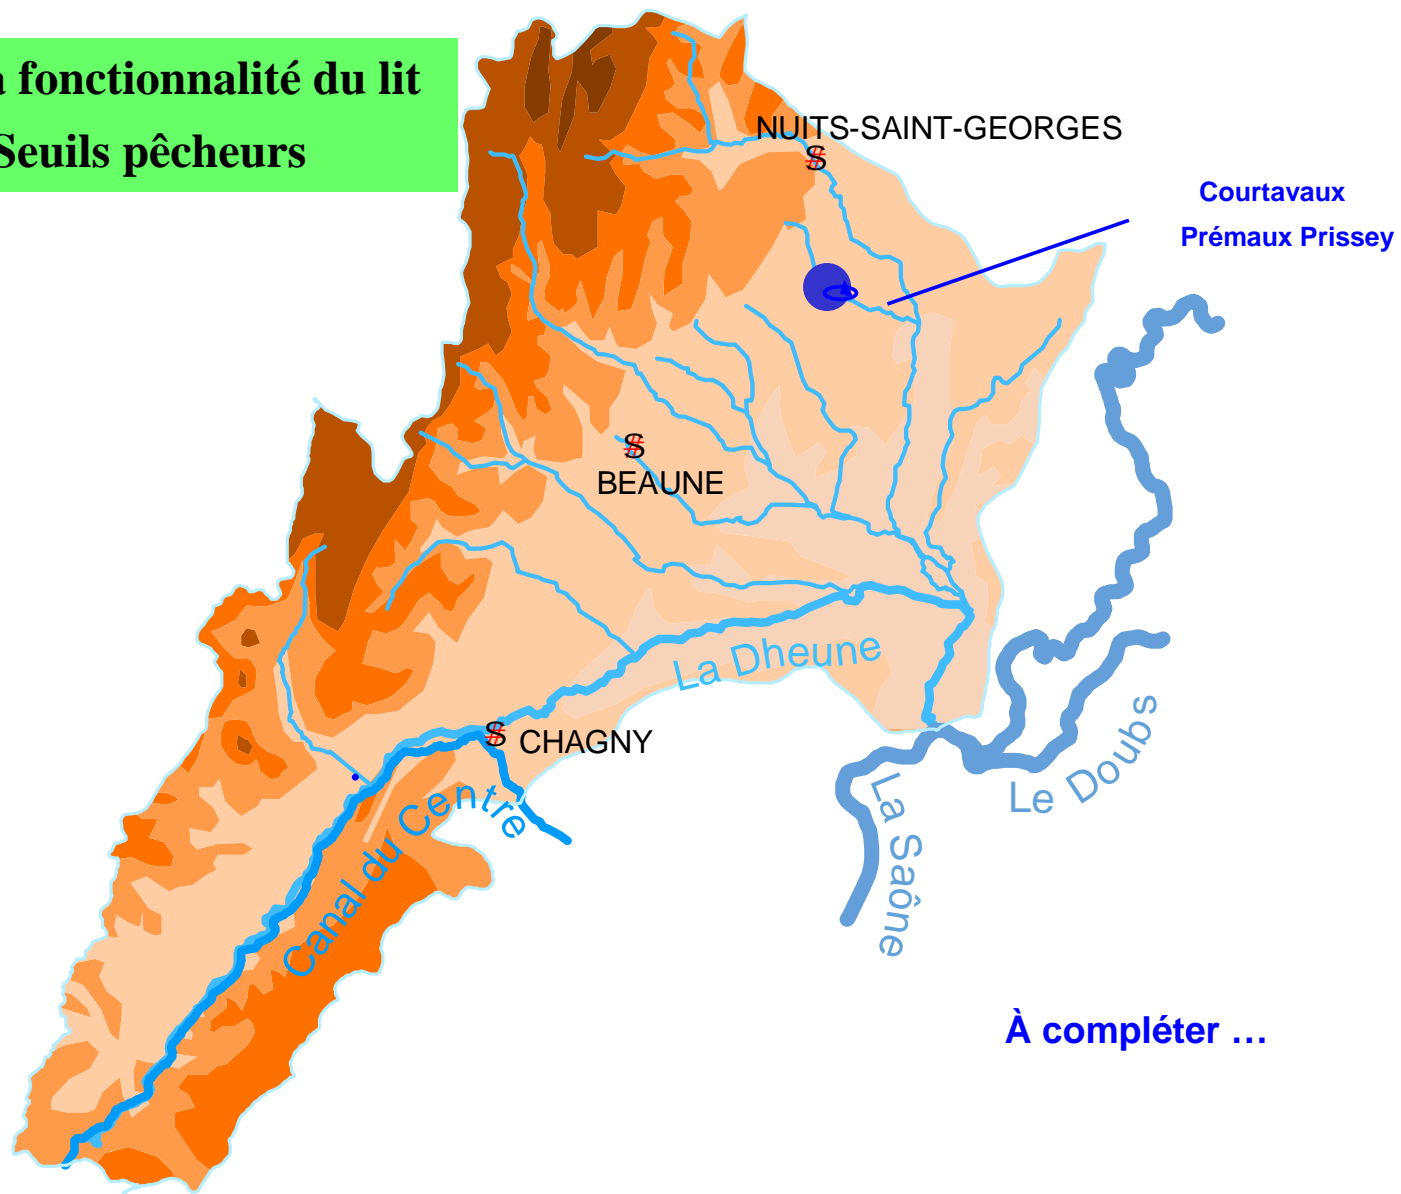 à fonctionnalité du lit
Seuils pêcheurs
NUITS-SAINT-GEORGES
Courtavaux
Prémaux Prissey
BEAUNE
La Dheune
CHAGNY
Canal du Centre
Le Doubs
La Saône
À compléter …